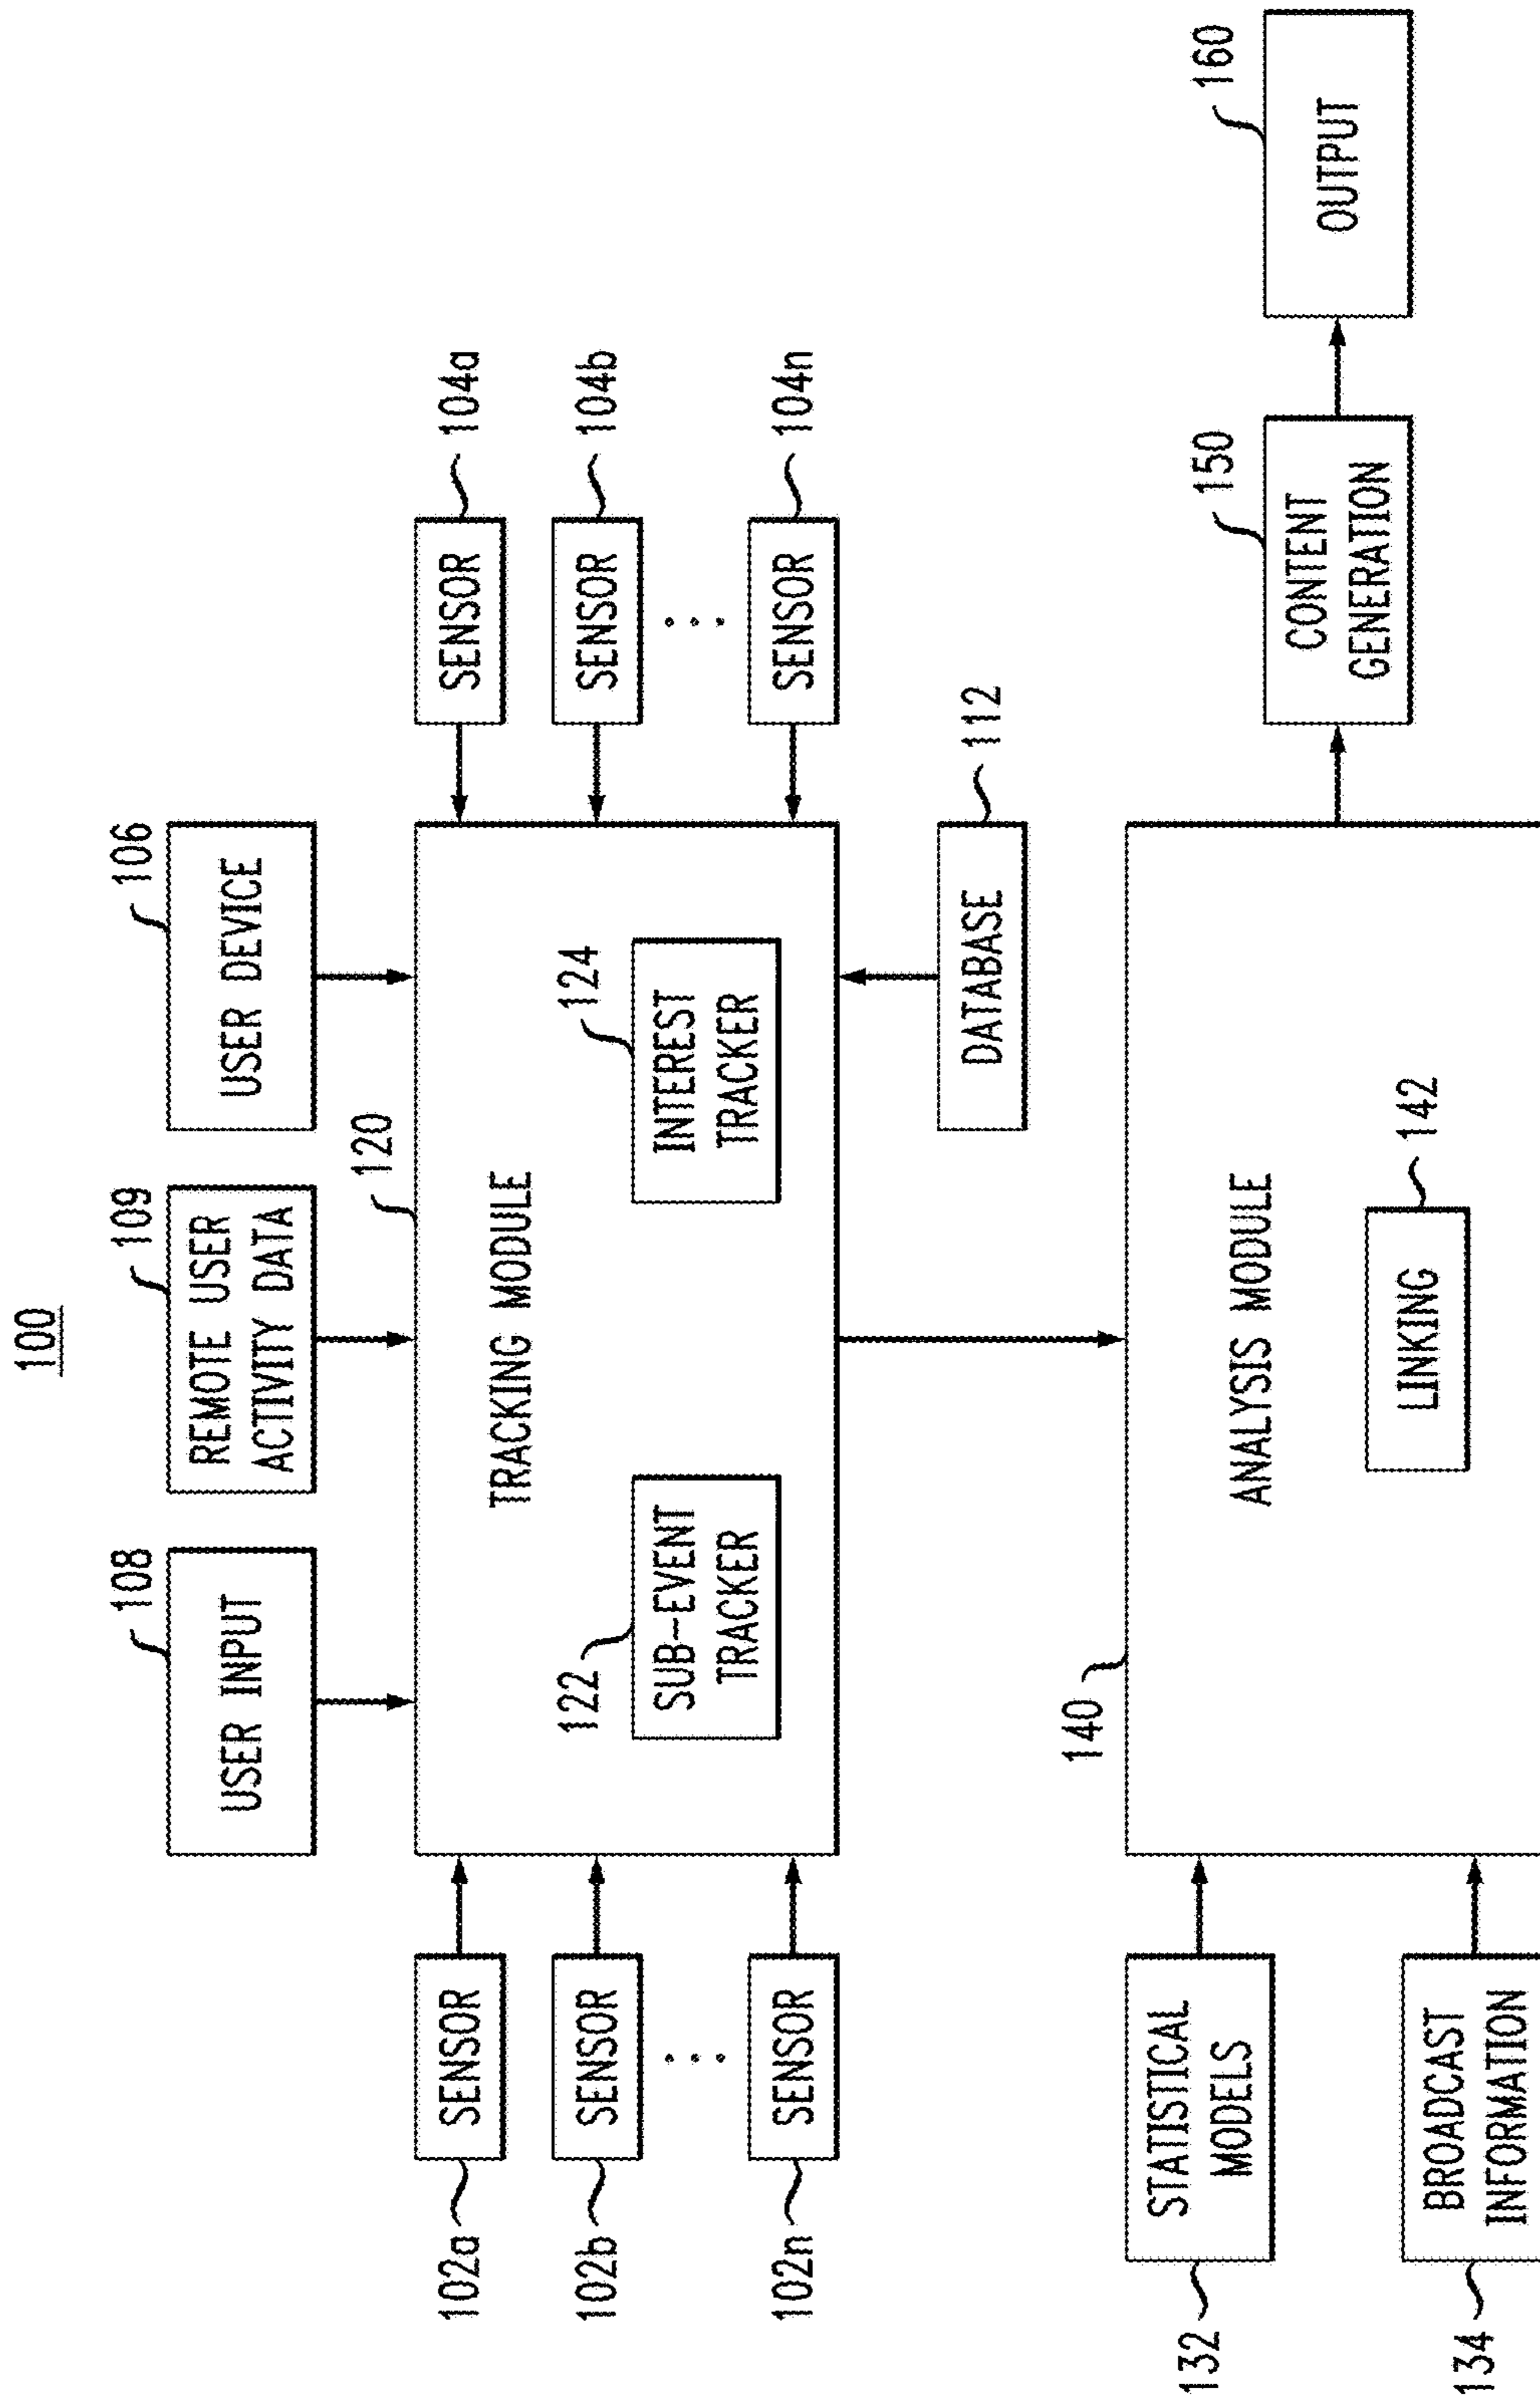 100
108
109
106
USER INPUT
REMOTE USER
ACTIVITY DATA
USER DEVICE
120
102a
SENSOR
SENSOR
104a
TRACKING MODULE
102b
SENSOR
SENSOR
104b
122
124
SUB-EVENT
TRACKER
INTEREST
TRACKER
102n
SENSOR
SENSOR
104n
DATABASE
112
140
132
STATISTICAL
MODELS
ANALYSIS MODULE
150
160
CONTENT
GENERATION
OUTPUT
LINKING
142
134
BROADCAST
INFORMATION